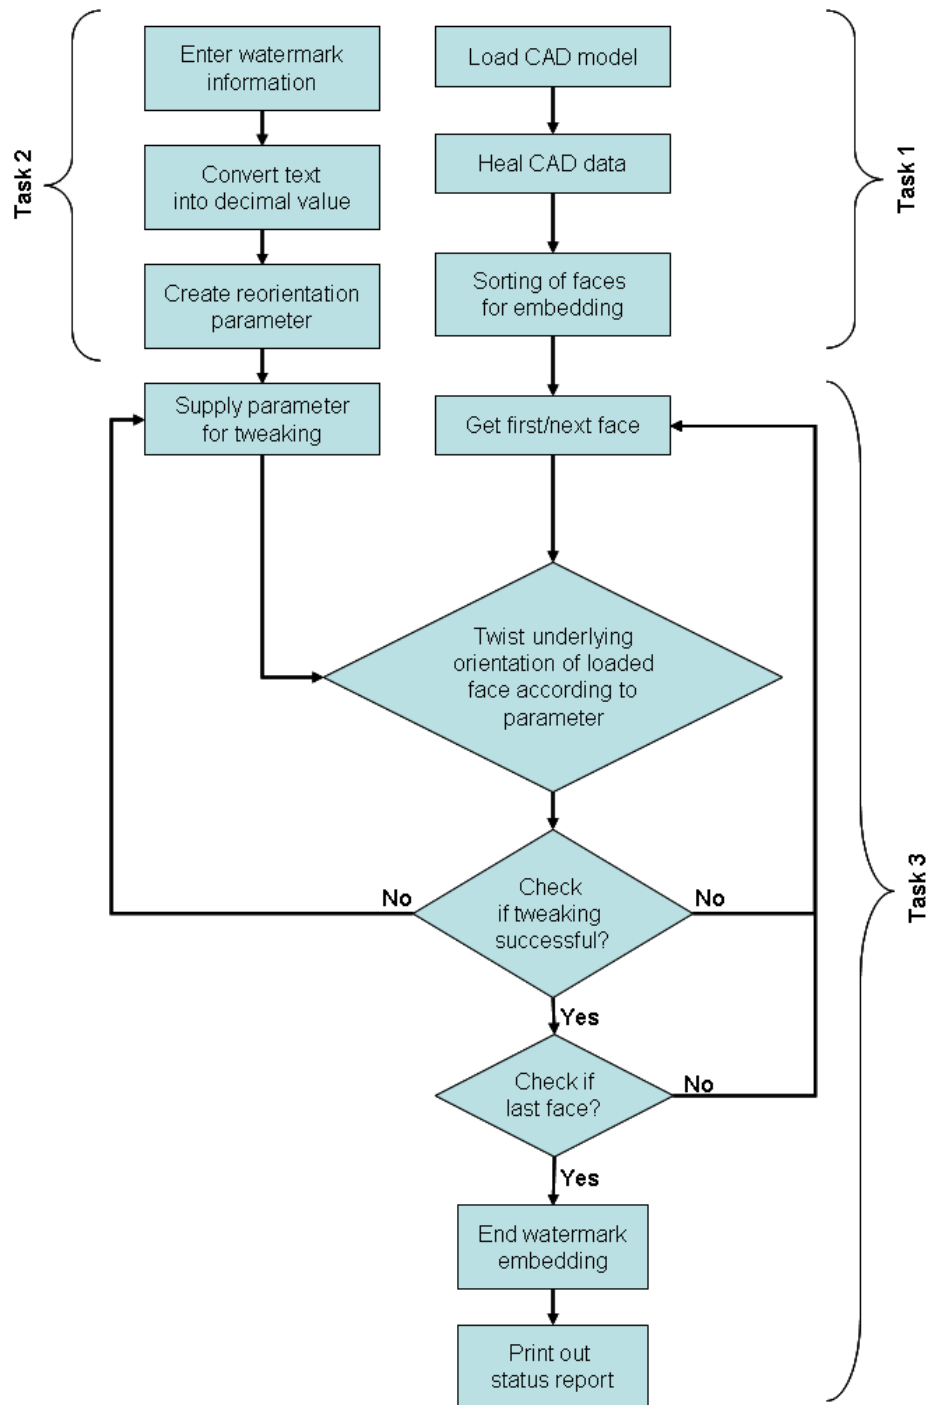 Enter watermark
information
Load CAD model
Task 2
Convert text
into decimal value
Heal CAD data
Task 1
Create reorientation
parameter
Sorting of faces
for embedding
Supply parameter
for tweaking
Get first/next face
Twist underlying
orientation of loaded
face according to
parameter
No
Check
if tweaking
successful?
No
Task 3
Yes
Check if
last face?
No
Yes
End watermark
embedding
Print out
status report